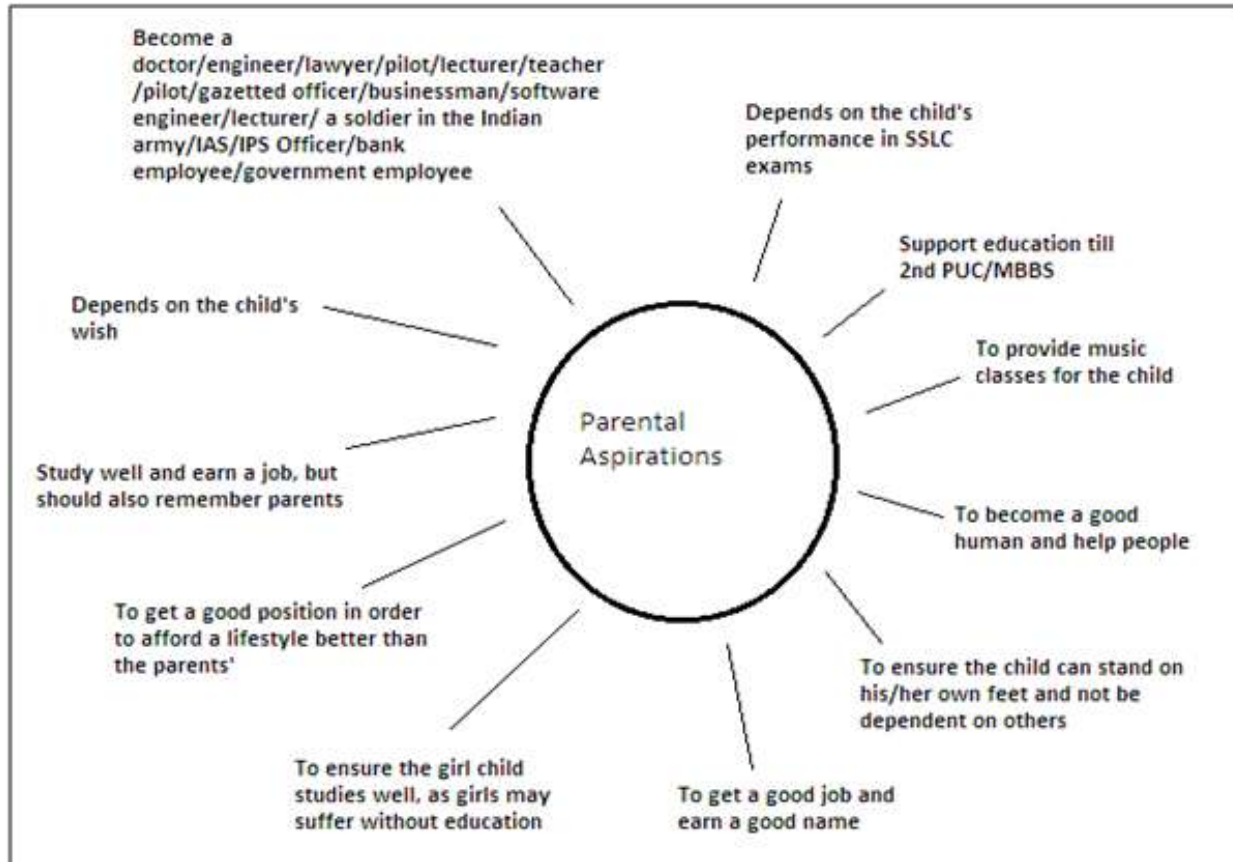 Become a
doctor/engineer/lawyer/pilot/lecturer/teacher
/pilot/gazetted officer/businessman/software
engineer/lecturer/ a soldier in the Indian
army/IAS/IPS Officer/bank
employee/government employee
Depends on the child's
performance in SSLC
exams
Support education till
2nd PUC/MBBS
Depends on the child's
wish
To provide music
classes for the child
Parental
Aspirations
Study well and earn a job, but
should also remember parents
To become a good
human and help people
To get a good position in order
to afford a lifestyle better than
the parents'
To ensure the child can stand on
his/her own feet and not be
dependent on others
To ensure the girl child
studies well, as girls may
suffer without education
To get a good job and
earn a good name